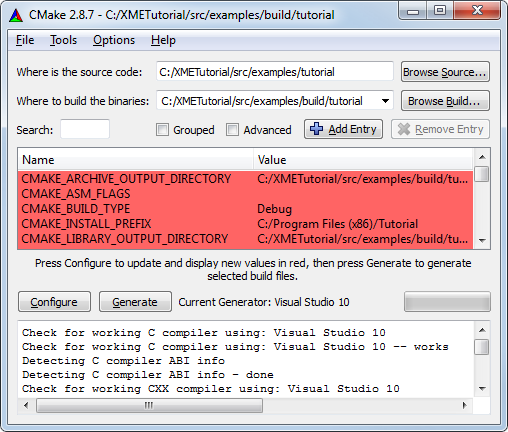 CMake 2.8.7 - C:/XMETutorial/src/examples/build/tutorial
File Tools Options Help
Where is the source code: C:/XMETutorial/src/examples/tutorial Browse Source...
Where to build the binaries: C:/XMETutorial/src/examples/build/tutorial Browse Build...
Search: Grouped Advanced Add Entry Remove Entry
Name Value
CMAKE_ARCHIVE_OUTPUT_DIRECTORY C:/XMETutorial/src/examples/build/tu...
CMAKE_ASM_FLAGS
CMAKE_BUILD_TYPE Debug
CMAKE_INSTALL_PREFIX C:/Program Files (x86)/Tutorial
CMAKE_LIBRARY_OUTPUT_DIRECTORY C:/XMETutorial/src/examples/build/tu...
Press Configure to update and display new values in red, then press Generate to generate
selected build files.
Configure Generate Current Generator: Visual Studio 10
Check for working C compiler using: Visual Studio 10
Check for working C compiler using: Visual Studio 10 -- works
Detecting C compiler ABI info
Detecting C compiler ABI info - done
Check for working CXX compiler using: Visual Studio 10